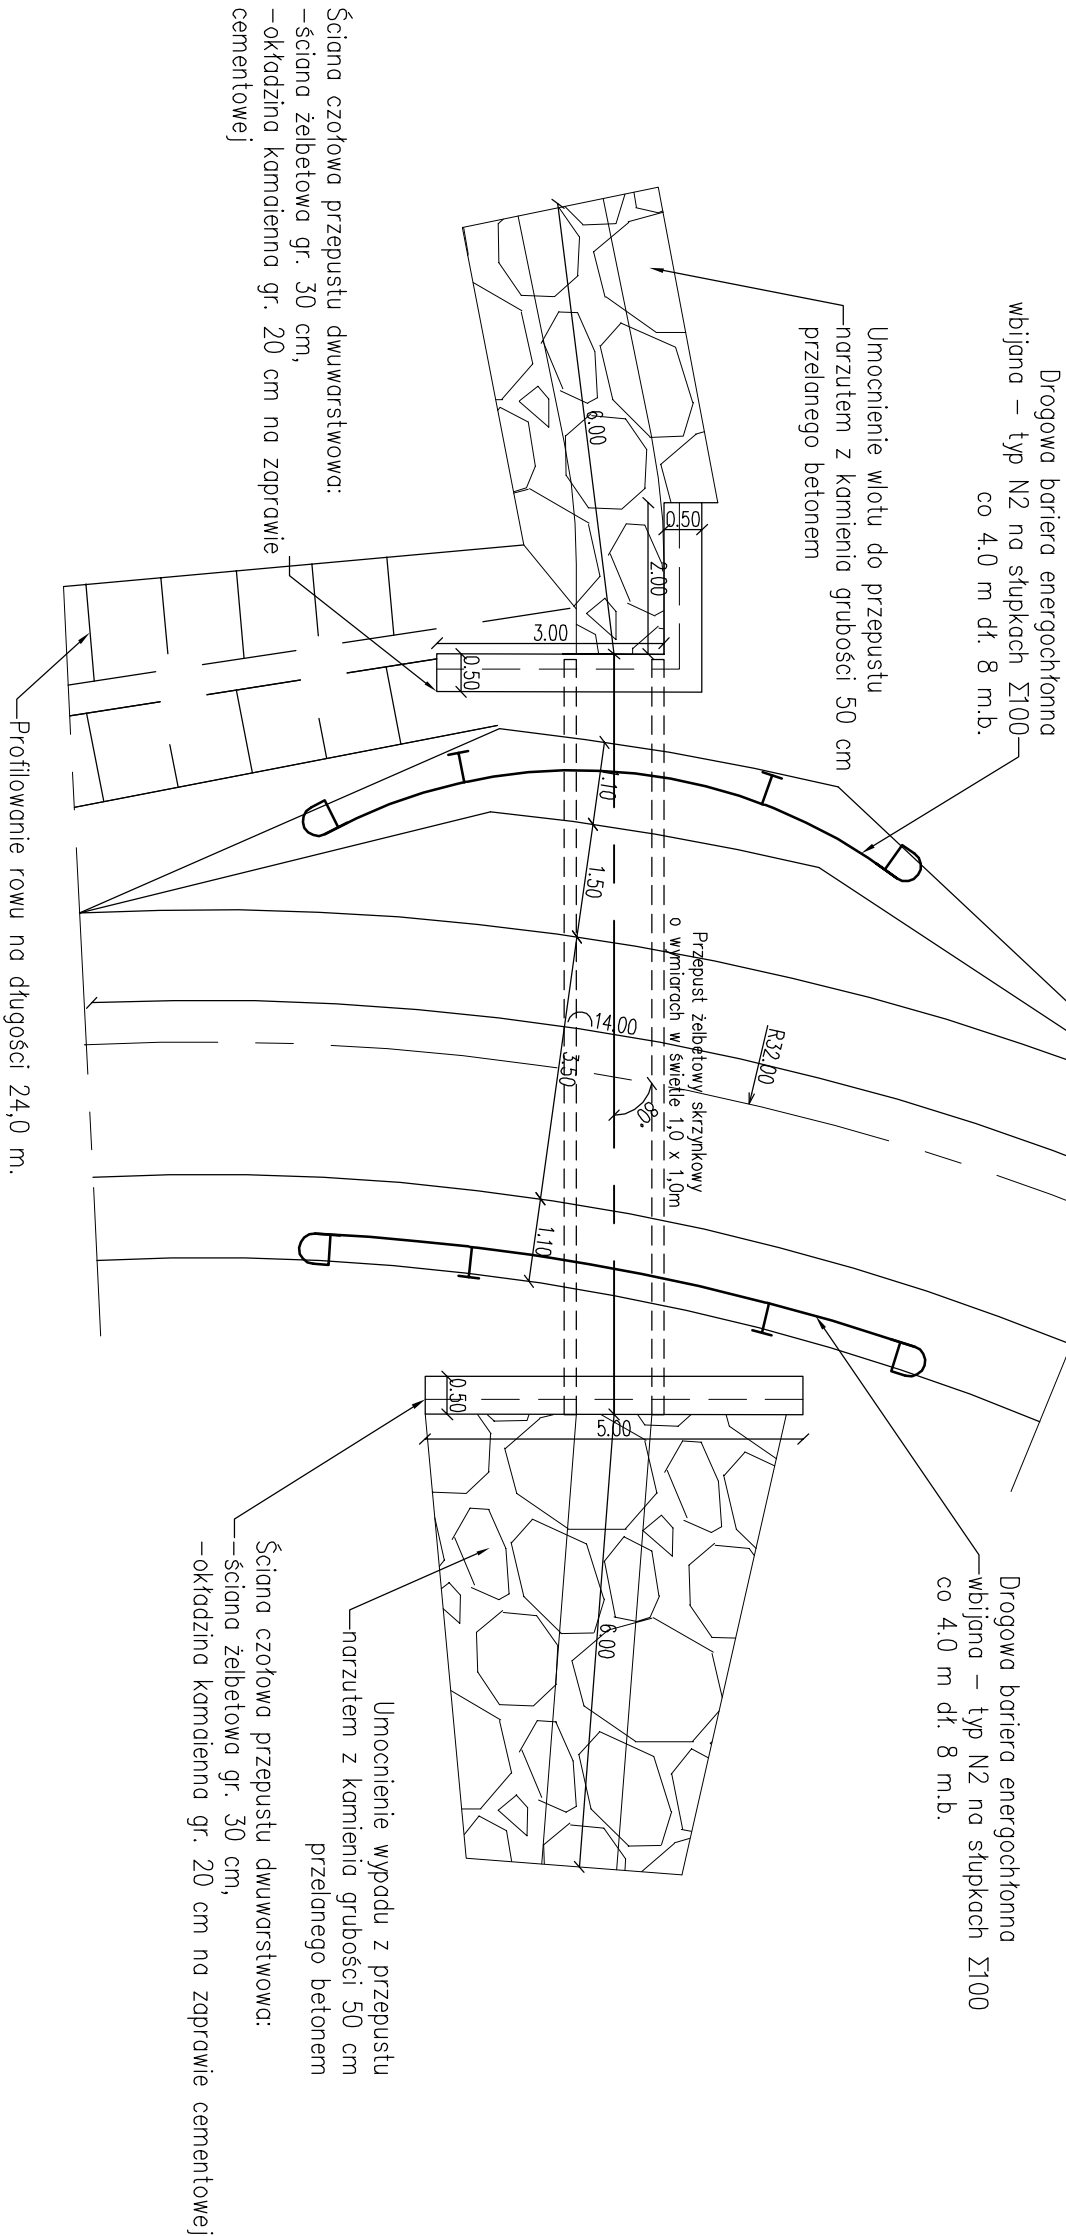 Ściana czołowa przepustu dwuwarstwowa:
-ściana żelbetowa gr. 30 cm,
-okładzina kamaienna gr. 20 cm na zaprawie
cementowej
Drogowa bariera energochłonna
wbijana - typ N2 na słupkach Σ100
co 4.0 m dł. 8 m.b.
Umocnienie wlotu do przepustu
narzutem z kamienia grubości 50 cm
przelanego betonem
6.00
0.50
2.00
3.00
0.50
1.10
1.50
Przepust żelbetowy skrzynkowy
o wymiarach w świetle 1,0 x 1,0m
14.00
R32.00
3.50
80.
1.10
Profilowanie rowu na długości 24,0 m.
0.50
5.00
6.00
Drogowa bariera energochłonna
wbijana - typ N2 na słupkach Σ100
co 4.0 m dł. 8 m.b.
Umocnienie wypadu z przepustu
narzutem z kamienia grubości 50 cm
przelanego betonem
Ściana czołowa przepustu dwuwarstwowa:
-ściana żelbetowa gr. 30 cm,
-okładzina kamaienna gr. 20 cm na zaprawie cementowej